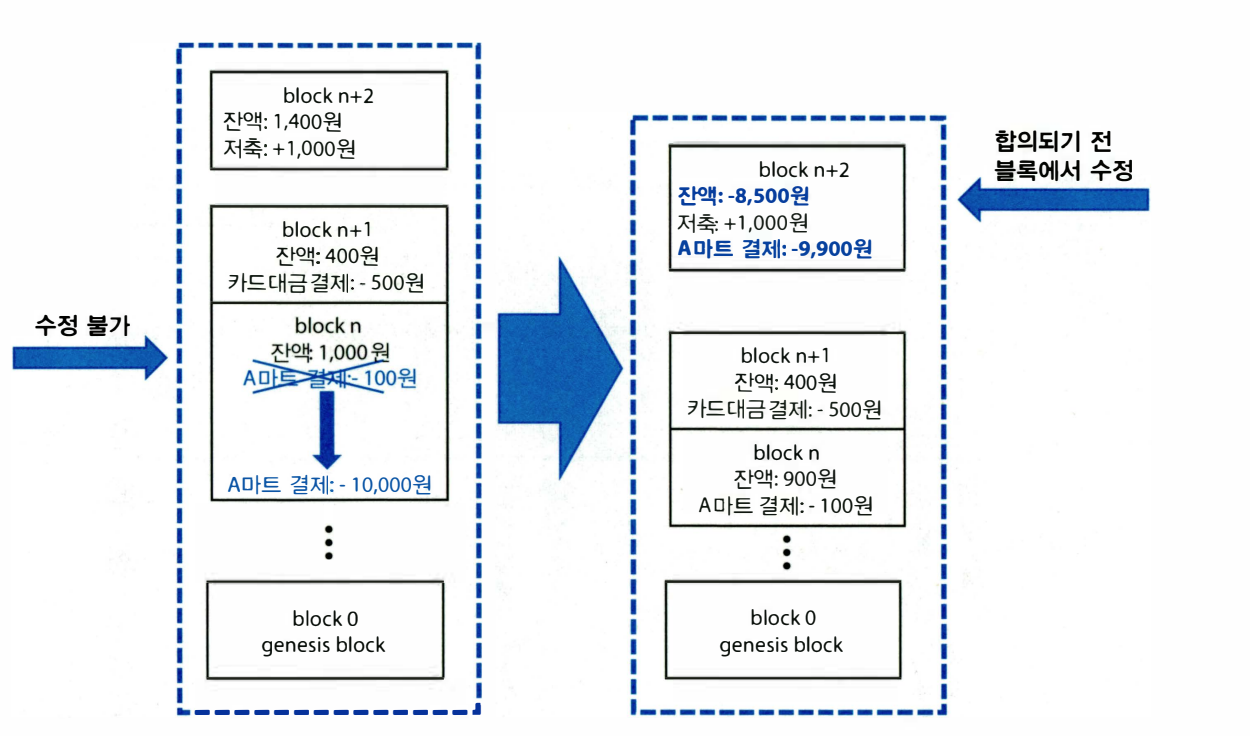 block n+2
잔액: 1,400원
저축: +1,000원
block n+1
잔액: 400원
카드대금결제: - 500원
수정 불가
block n
잔액: 1,000원
A마트 결제:- 100원
A마트 결제: - 10,000원
block 0
genesis block
합의되기 전
블록에서 수정
block n+2
잔액: -8,500원
저축: +1,000원
A마트 결제: -9,900원
block n+1
잔액: 400원
카드대금결제: - 500원
block n
잔액: 900원
A마트 결제: - 100원
block 0
genesis block